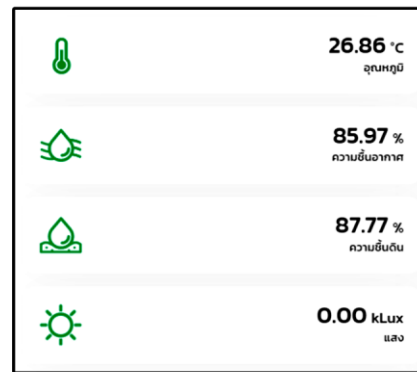 26.86 °C
อุณหภูมิ
85.97 %
ความชื้นอากาศ
87.77 %
ความชื้นดิน
0.00 kLux
แสง